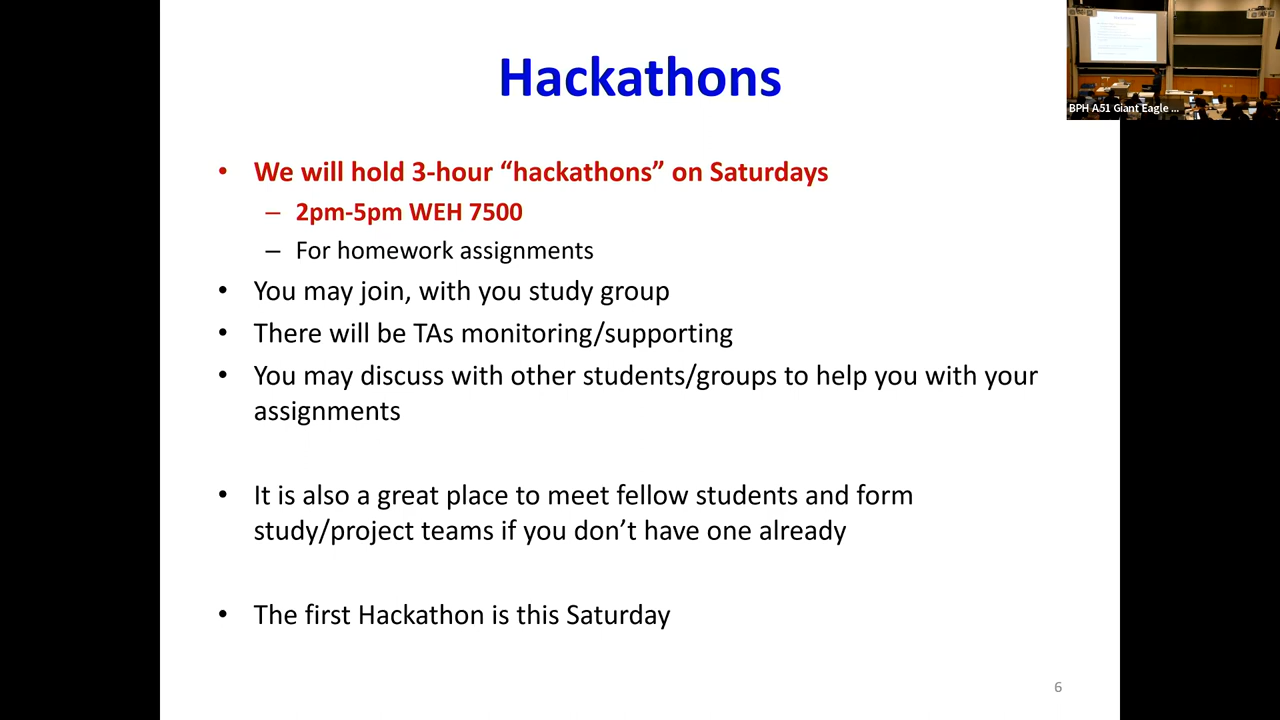 Hackathons
BPH A51 Giant Eagle ...
• We will hold 3-hour “hackathons” on Saturdays
– 2pm-5pm WEH 7500
– For homework assignments
• You may join, with you study group
• There will be TAs monitoring/supporting
• You may discuss with other students/groups to help you with your
assignments
• It is also a great place to meet fellow students and form
study/project teams if you don’t have one already
• The first Hackathon is this Saturday
6